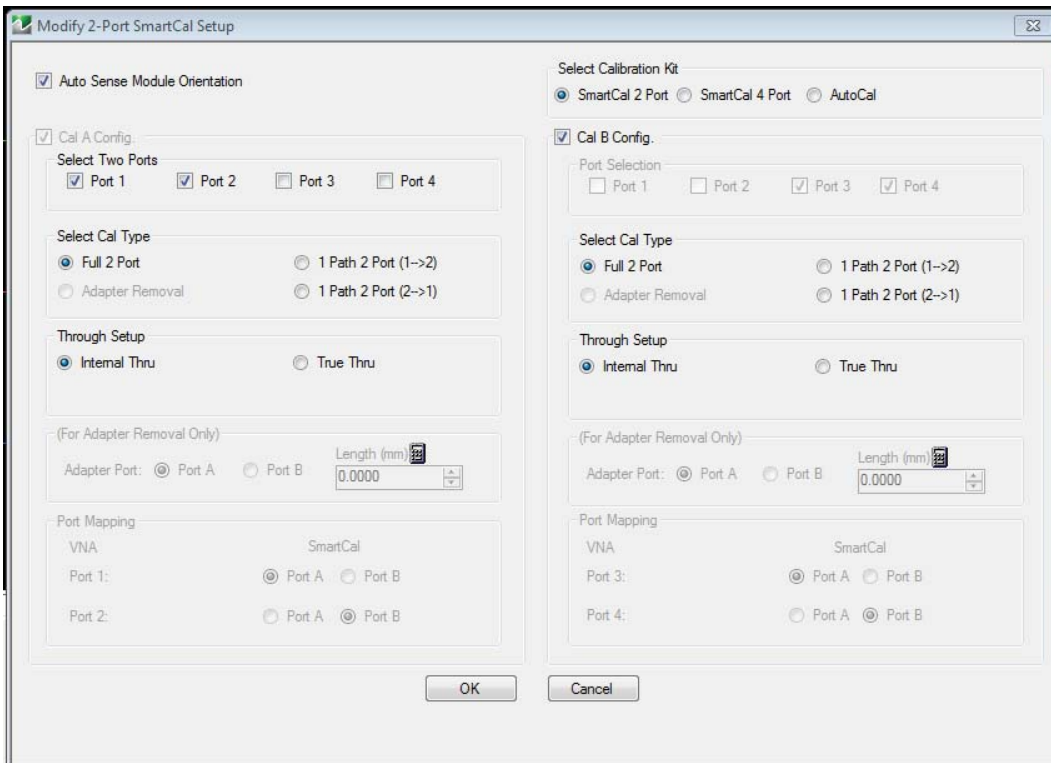 Modify 2-Port SmartCal Setup
Auto Sense Module Orientation
Select Calibration Kit
SmartCal 2 Port SmartCal 4 Port AutoCal
Cal A Config.
Select Two Ports
Port 1 Port 2 Port 3 Port 4
Select Cal Type
Full 2 Port 1 Path 2 Port (1-->2)
Adapter Removal 1 Path 2 Port (2-->1)
Through Setup
Internal Thru True Thru
(For Adapter Removal Only)
Length (mm)
Adapter Port: Port A Port B 0.0000
Port Mapping
VNA SmartCal
Port 1: Port A Port B
Port 2: Port A Port B
Cal B Config.
Port Selection
Port 1 Port 2 Port 3 Port 4
Select Cal Type
Full 2 Port 1 Path 2 Port (1-->2)
Adapter Removal 1 Path 2 Port (2-->1)
Through Setup
Internal Thru True Thru
(For Adapter Removal Only)
Length (mm)
Adapter Port: Port A Port B 0.0000
Port Mapping
VNA SmartCal
Port 3: Port A Port B
Port 4: Port A Port B
OK Cancel